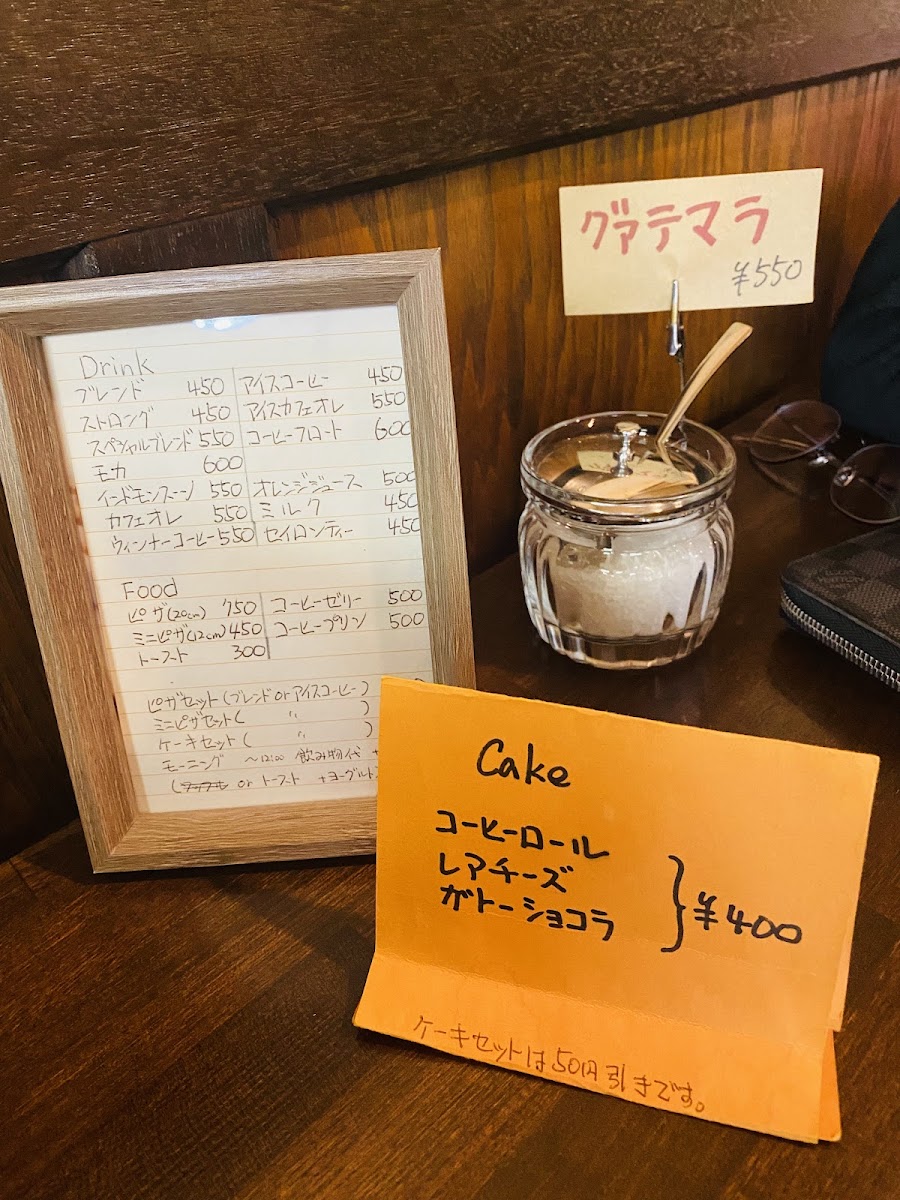 グァテマラ
¥550
Drink
ブレンド 450 アイスコーヒー 450
ストロング 450 アイスカフェオレ 550
スペシャルブレンド 550 コーヒーフロート 600
モカ 600
インドモンスーン 550 オレンジジュース 500
カフェオレ 550 ミルク 450
ウィンナーコーヒー 550 セイロンティー 450
Food
ピザ(20cm) 750 コーヒーゼリー 500
ミニピザ(12cm) 450 コーヒープリン 500
トースト 300
ピザセット(ブレンド or アイスコーヒー)
ミニピザセット( 〃 )
ケーキセット( 〃 )
モーニング ~12:00 飲み物代 +
( or トースト +ヨーグルト
Cake
コーヒーロール
レアチーズ
ガトーショコラ
¥400
ケーキセットは50円引きです。